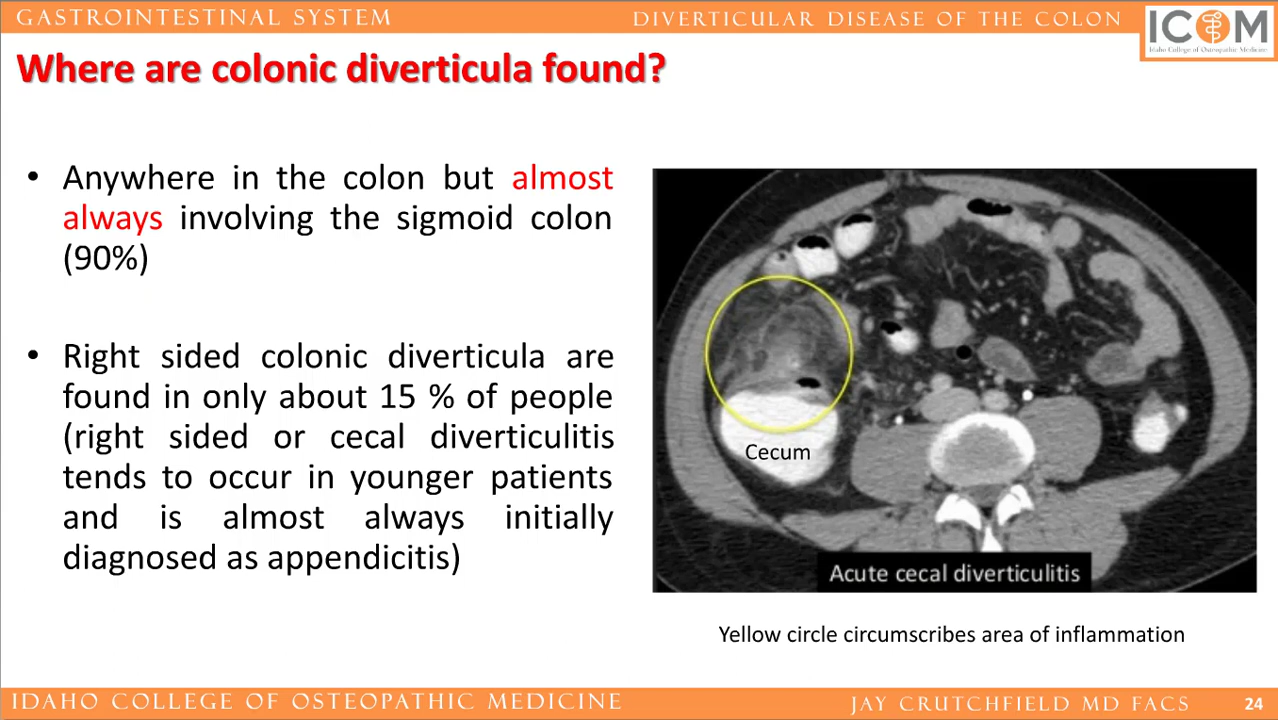 GASTROINTESTINAL SYSTEM
DIVERTICULAR DISEASE OF THE COLON
ICOM
Idaho College of Osteopathic Medicine
Where are colonic diverticula found?
• Anywhere in the colon but almost
always involving the sigmoid colon
(90%)
• Right sided colonic diverticula are
found in only about 15 % of people
(right sided or cecal diverticulitis
tends to occur in younger patients
and is almost always initially
diagnosed as appendicitis)
Cecum
Acute cecal diverticulitis
Yellow circle circumscribes area of inflammation
IDAHO COLLEGE OF OSTEOPATHIC MEDICINE
JAY CRUTCHFIELD MD FACS
24